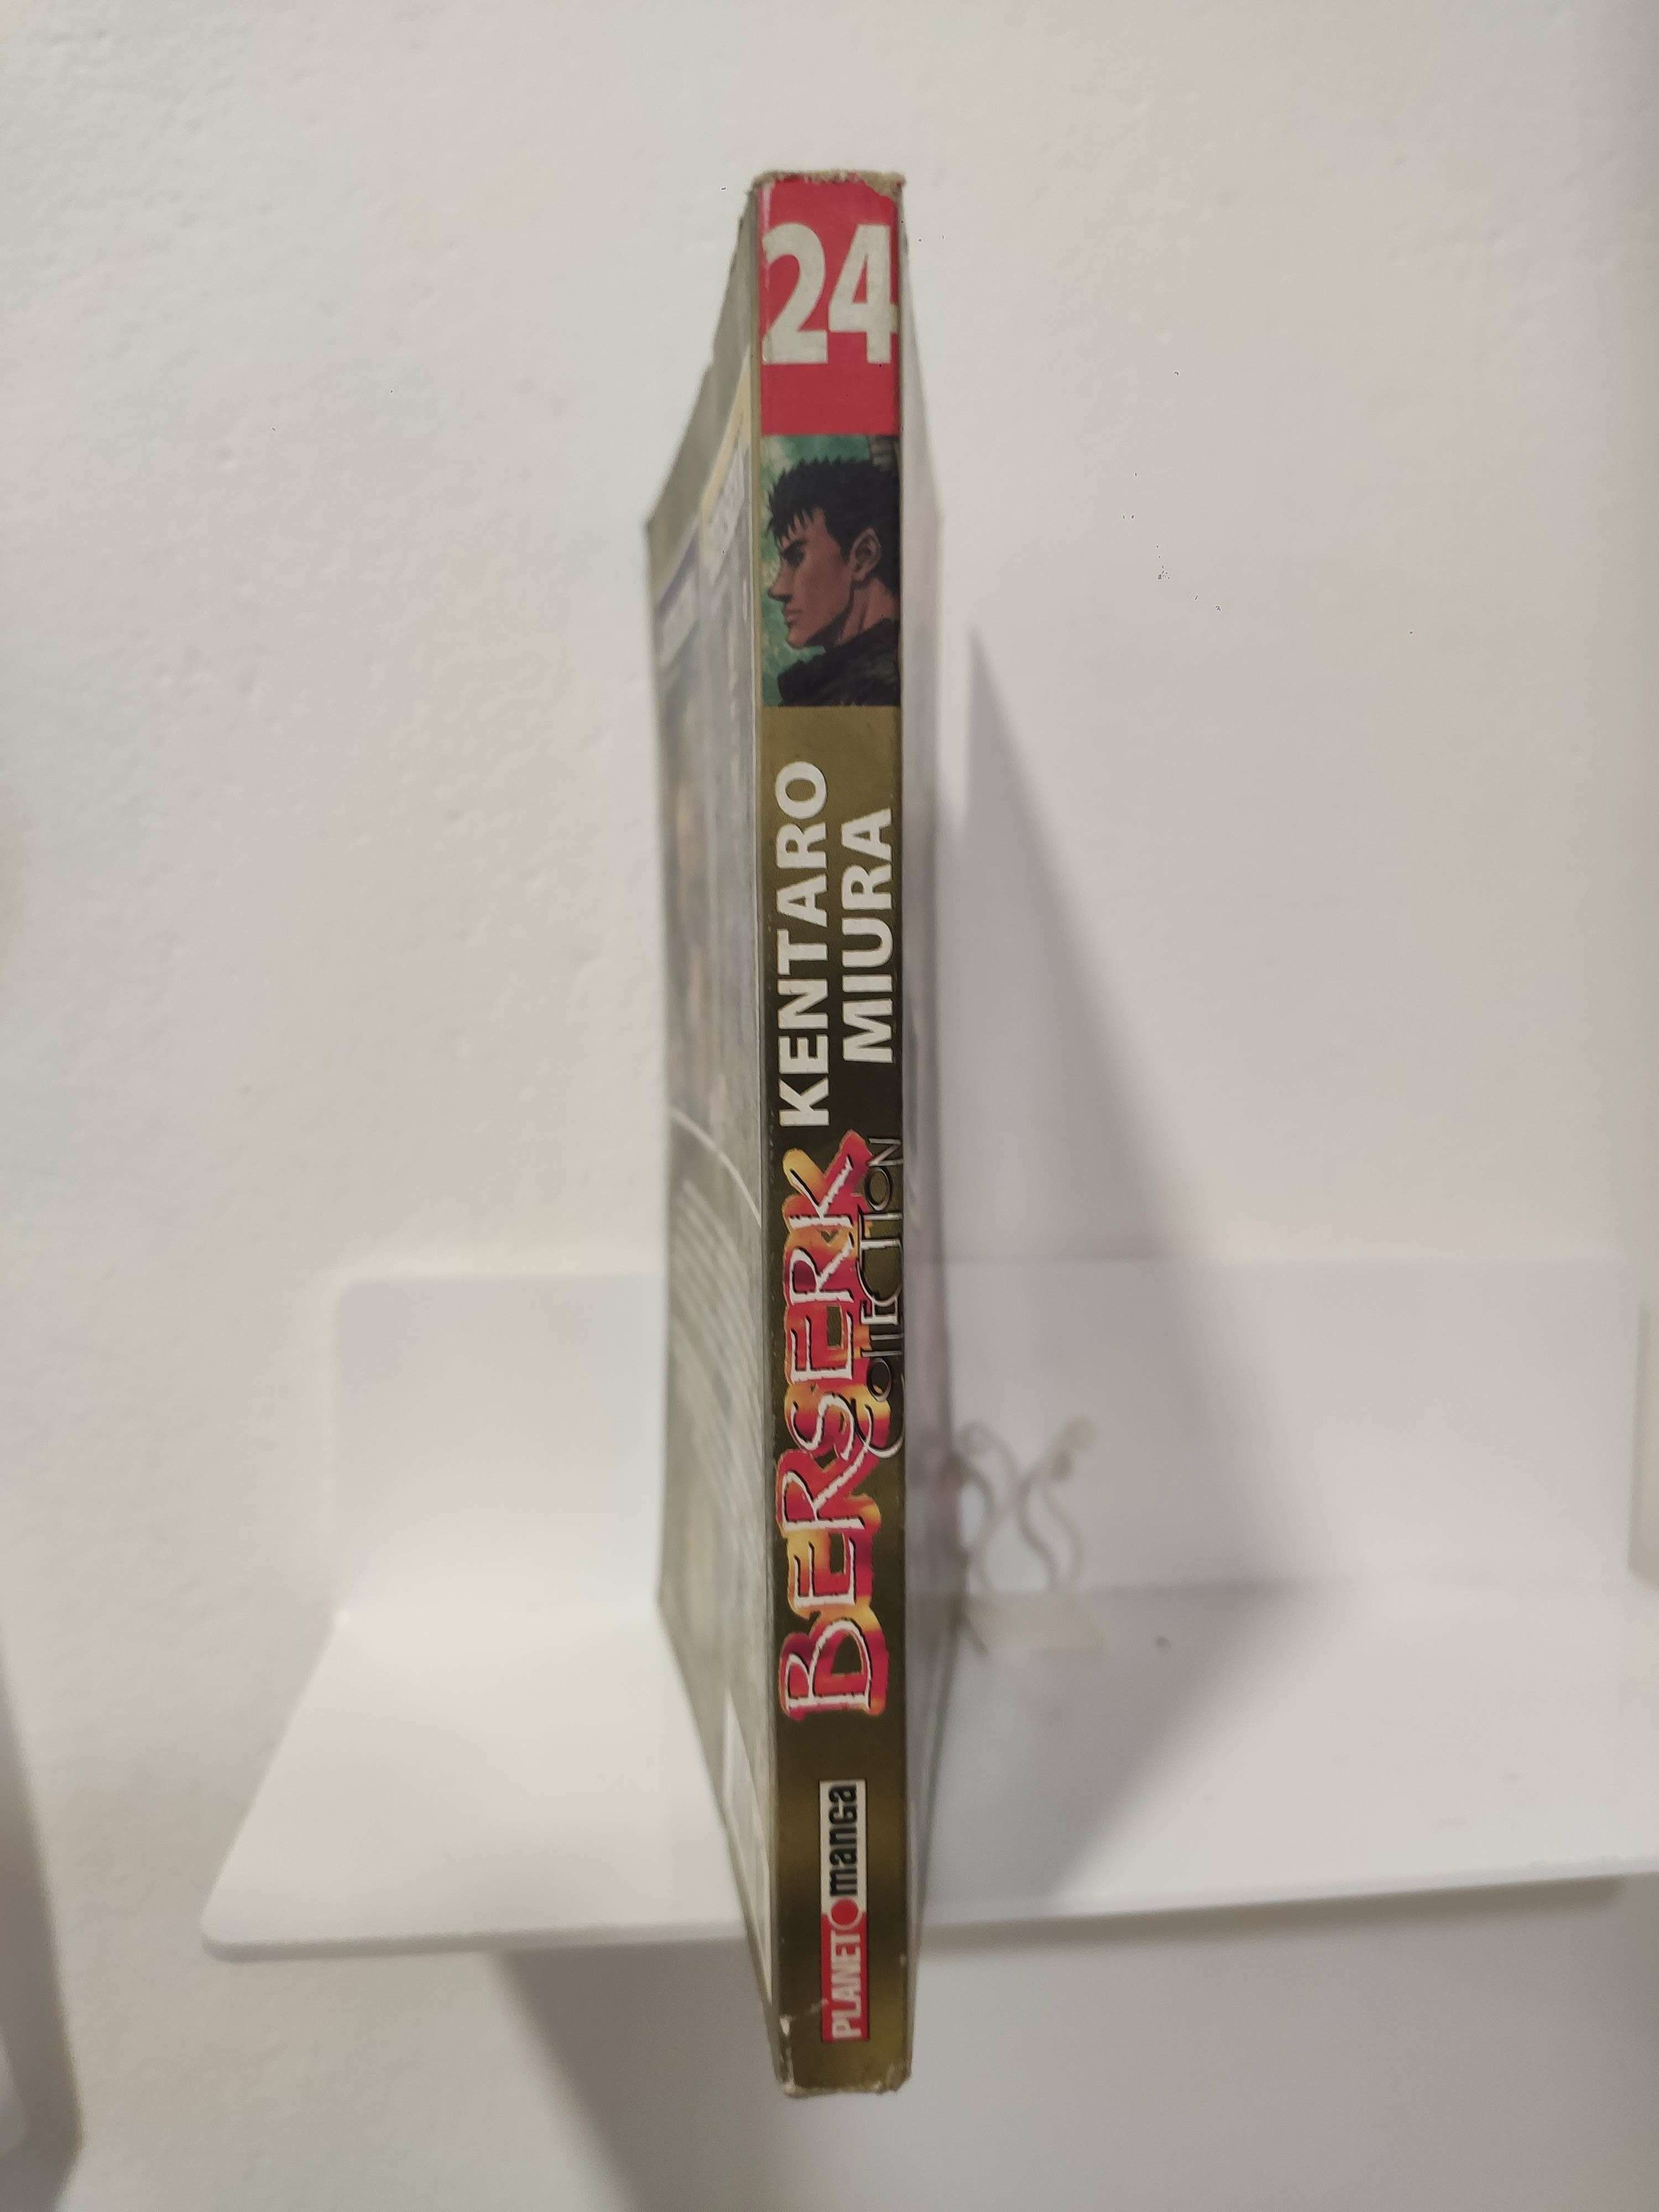 24
KENTARO
MIURA
BERSERK
COLLECTION
PLANET manga